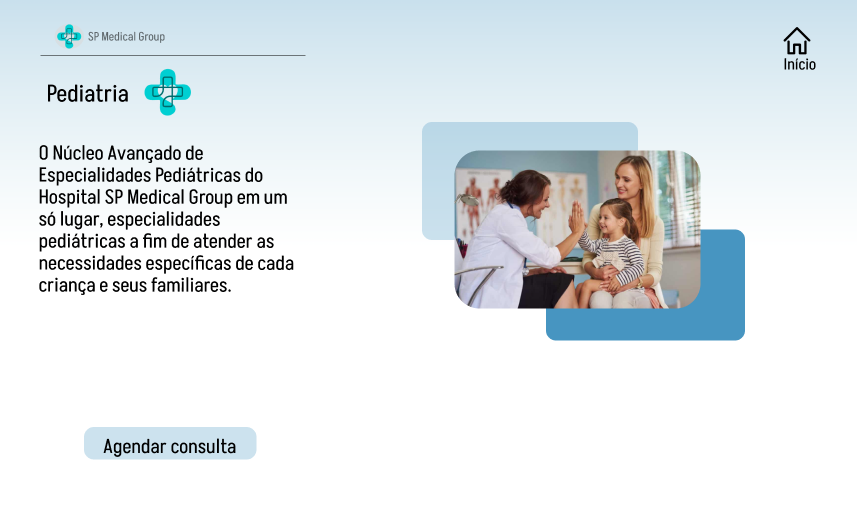 SP Medical Group
Início
Pediatria
O Núcleo Avançado de
Especialidades Pediátricas do
Hospital SP Medical Group em um
só lugar, especialidades
pediátricas a fim de atender as
necessidades específicas de cada
criança e seus familiares.
Agendar consulta